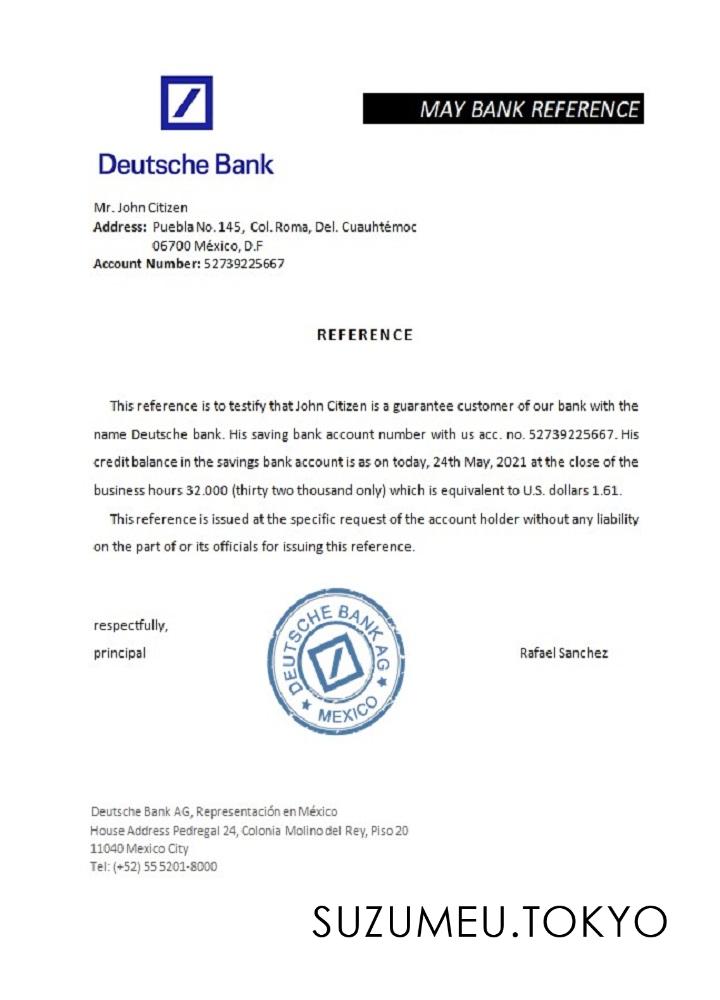 MAY BANK REFERENCE
Deutsche Bank
Mr. John Citizen
Address: Puebla No. 145, Col. Roma, Del. Cuauhtémoc
06700 México, D.F
Account Number: 52739225667
REFERENCE
This reference is to testify that John Citizen is a guarantee customer of our bank with the
name Deutsche bank. His saving bank account number with us acc. no. 52739225667. His
credit balance in the savings bank account is as on today, 24th May, 2021 at the close of the
business hours 32.000 (thirty two thousand only) which is equivalent to U.S. dollars 1.61.
This reference is issued at the specific request of the account holder without any liability
on the part of or its officials for issuing this reference.
respectfully,
principal
DEUTSCHE BANK AG
MEXICO
Rafael Sanchez
Deutsche Bank AG, Representación en México
House Address Pedregal 24, Colonia Molino del Rey, Piso 20
11040 Mexico City
Tel: (+52) 55 5201-8000
SUZUMEU.TOKYO